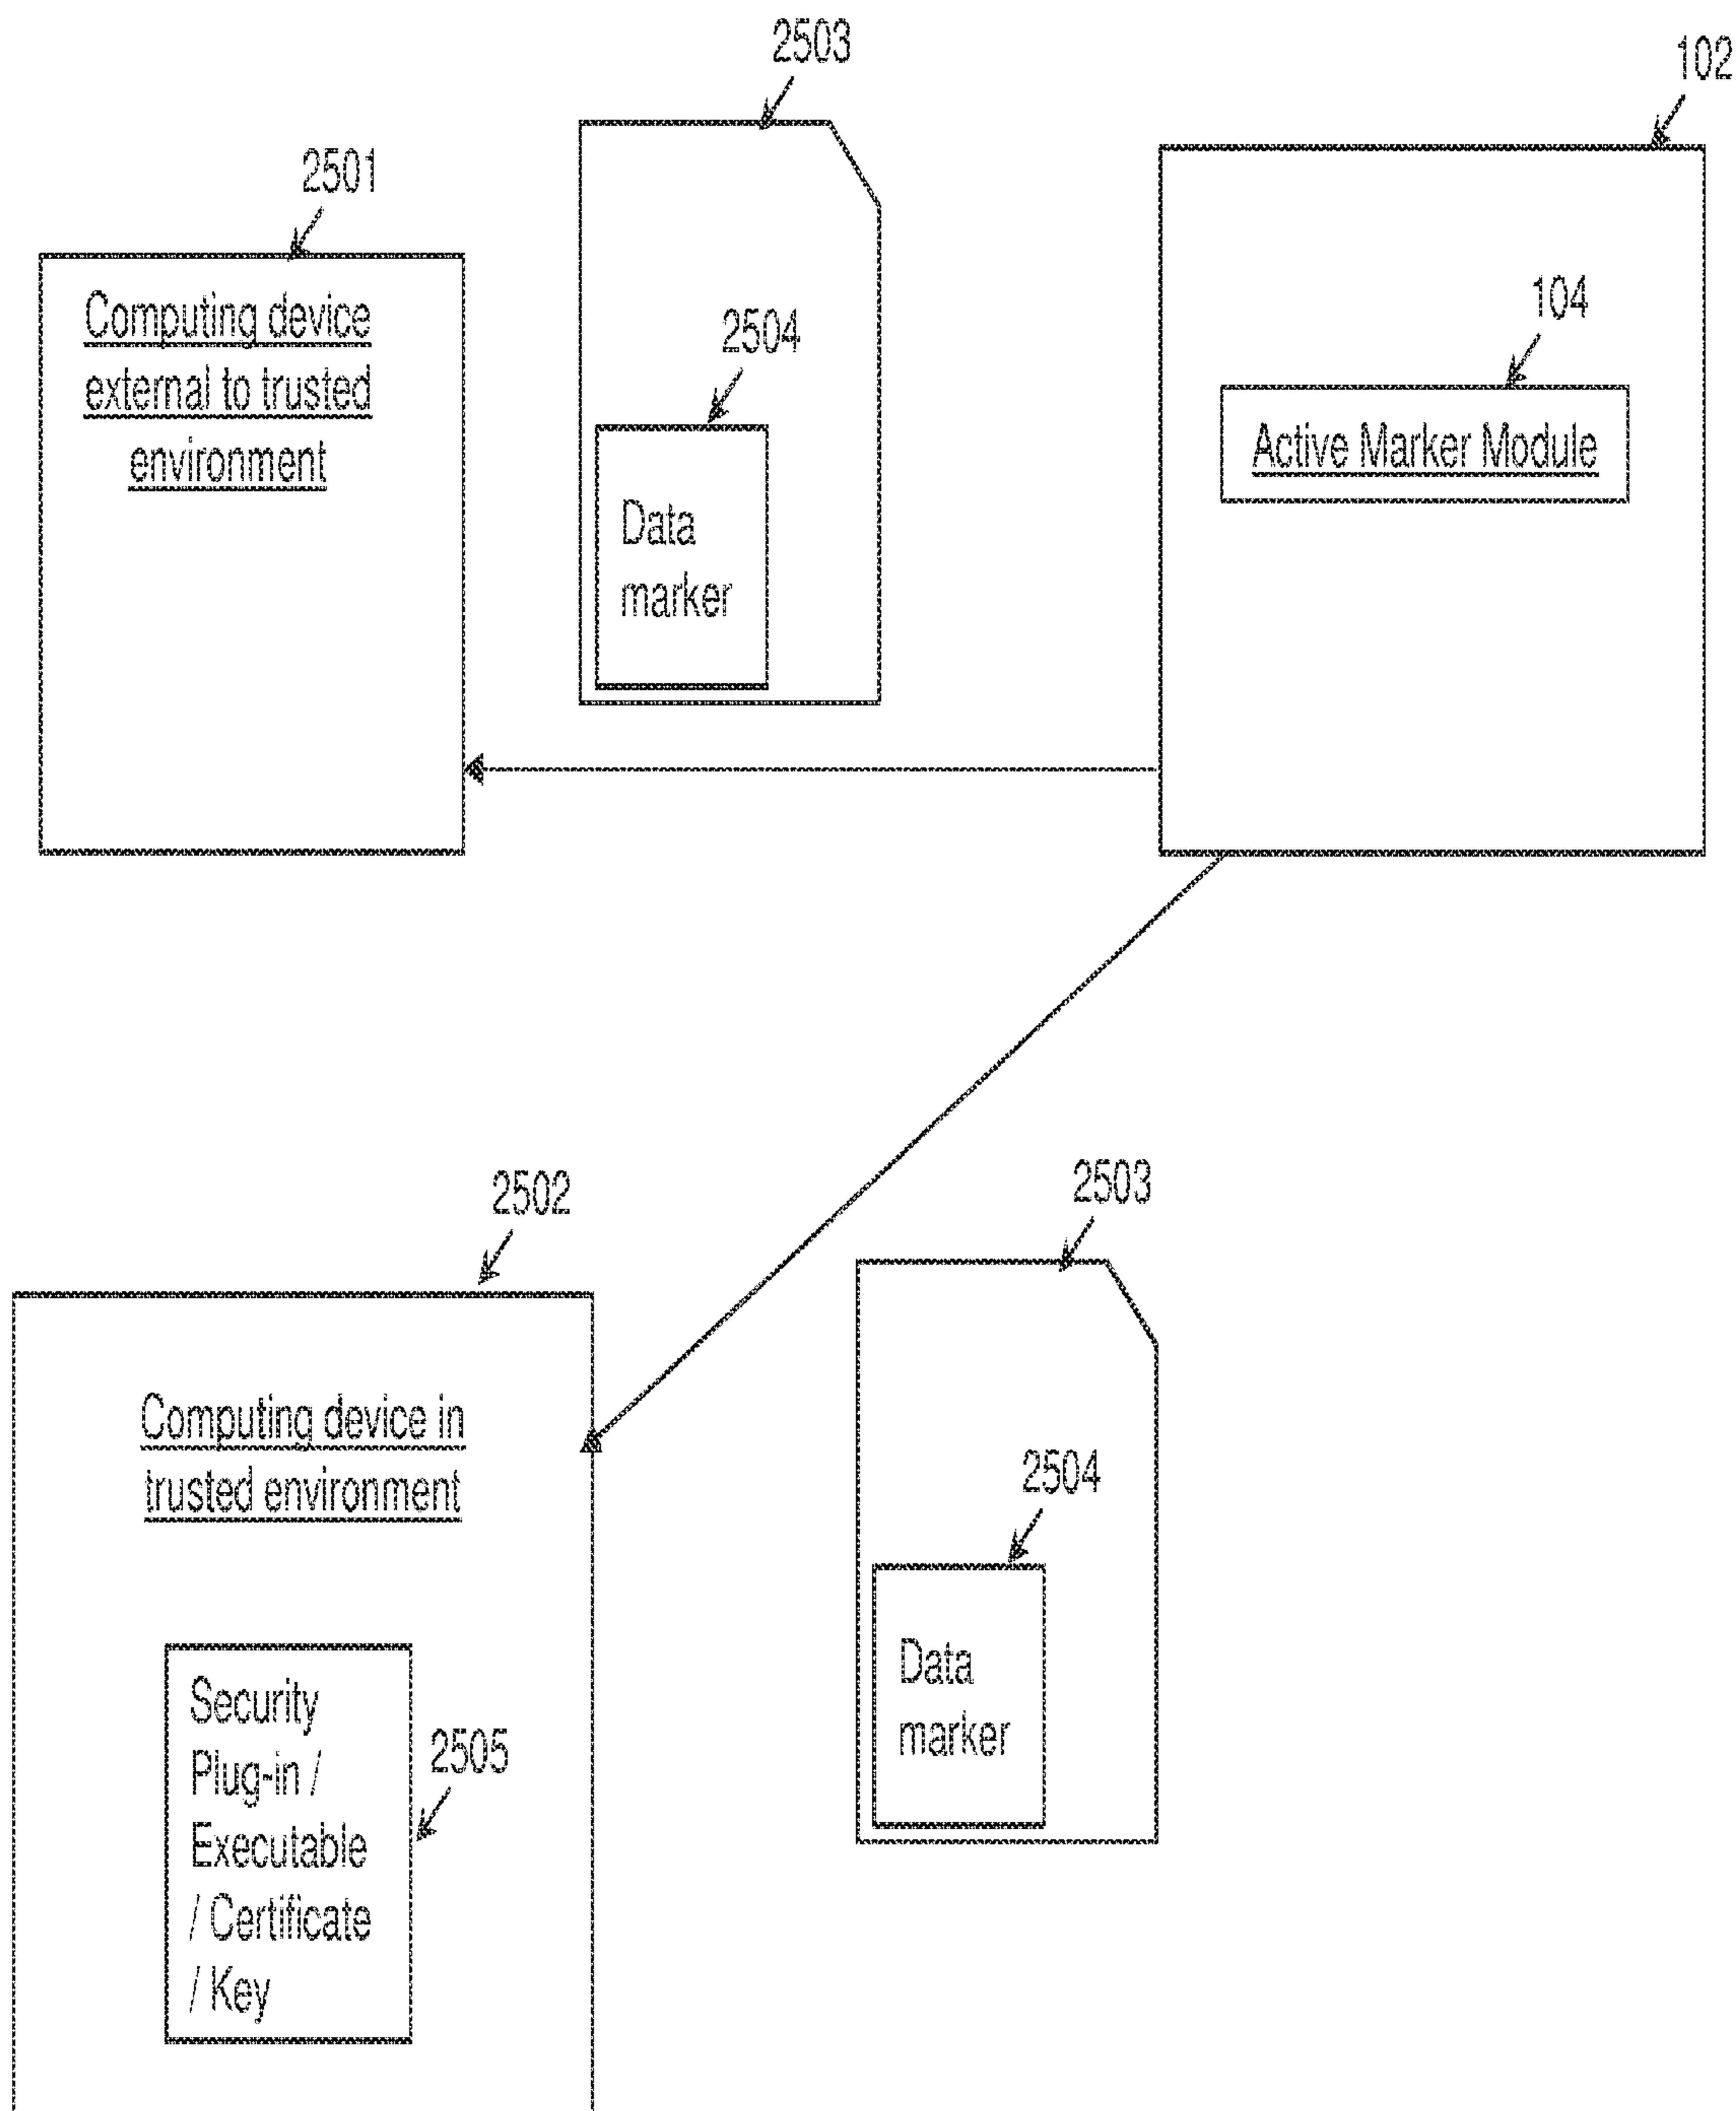 2503
102
2501
Computing device
external to trusted
environment
2504
Data
marker
104
Active Marker Module
2502
2503
Computing device in
trusted environment
2504
Data
marker
Security
Plug-in /
Executable
/ Certificate
/ Key
2505